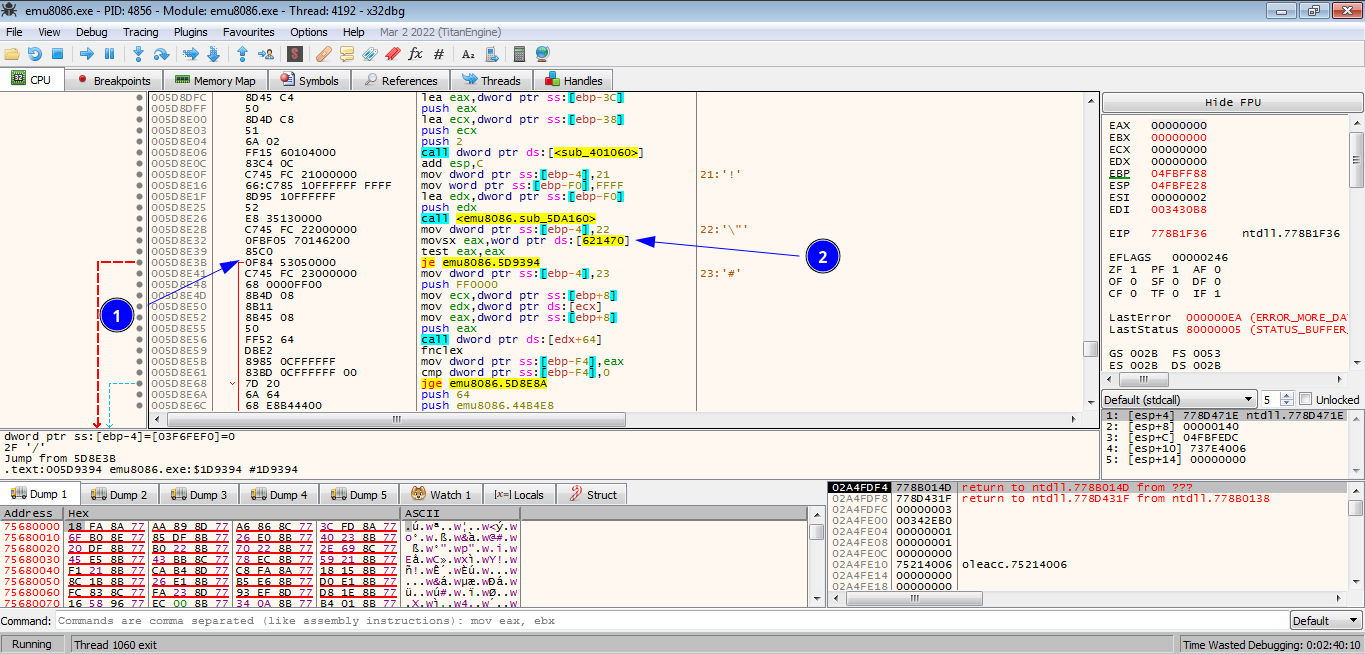 emu8086.exe - PID: 4856 - Module: emu8086.exe - Thread: 4192 - x32dbg
File View Debug Tracing Plugins Favourites Options Help Mar 2 2022 (TitanEngine)
CPU Breakpoints Memory Map Symbols References Threads Handles
005D8DFC 8D45 C4 lea eax,dword ptr ss:[ebp-3C]
005D8DFF 50 push eax
005D8E00 8D4D C8 lea ecx,dword ptr ss:[ebp-38]
005D8E03 51 push ecx
005D8E04 6A 02 push 2
005D8E06 FF15 60104000 call dword ptr ds:[<sub_401060>]
005D8E0C 83C4 0C add esp,C
005D8E0F C745 FC 21000000 mov dword ptr ss:[ebp-4],21 21:'!'
005D8E16 66:C785 10FFFFFF FFFF mov word ptr ss:[ebp-F0],FFFF
005D8E1F 8D95 10FFFFFF lea edx,dword ptr ss:[ebp-F0]
005D8E25 52 push edx
005D8E26 E8 35130000 call <emu8086.sub_5DA160>
005D8E2B C745 FC 22000000 mov dword ptr ss:[ebp-4],22 22:'\"'
005D8E32 0FBF05 70146200 movsx eax,word ptr ds:[621470]
005D8E39 85C0 test eax,eax
005D8E3B 0F84 53050000 je emu8086.5D9394
005D8E41 C745 FC 23000000 mov dword ptr ss:[ebp-4],23 23:'#'
005D8E48 68 0000FF00 push FF0000
005D8E4D 8B4D 08 mov ecx,dword ptr ss:[ebp+8]
005D8E50 8B11 mov edx,dword ptr ds:[ecx]
005D8E52 8B45 08 mov eax,dword ptr ss:[ebp+8]
005D8E55 50 push eax
005D8E56 FF52 64 call dword ptr ds:[edx+64]
005D8E59 DBE2 fnclex
005D8E5B 8985 0CFFFFFF mov dword ptr ss:[ebp-F4],eax
005D8E61 83BD 0CFFFFFF 00 cmp dword ptr ss:[ebp-F4],0
005D8E68 7D 20 jge emu8086.5D8E8A
005D8E6A 6A 64 push 64
005D8E6C 68 E8B44400 push emu8086.44B4E8
1
2
Hide FPU
EAX 00000000
EBX 00000000
ECX 00000000
EDX 00000000
EBP 04FBFF88
ESP 04FBFE28
ESI 00000002
EDI 003430B8
EIP 778B1F36 ntdll.778B1F36
EFLAGS 00000246
ZF 1 PF 1 AF 0
OF 0 SF 0 DF 0
CF 0 TF 0 IF 1
LastError 000000EA (ERROR_MORE_DA
LastStatus 80000005 (STATUS_BUFFER_
GS 002B FS 0053
ES 002B DS 002B
Default (stdcall) 5 Unlocked
1: [esp+4] 778D471E ntdll.778D471E
2: [esp+8] 00000140
3: [esp+C] 04FBFEDC
4: [esp+10] 737E4006
5: [esp+14] 00000000
dword ptr ss:[ebp-4]=[03F6FEF0]=0
2F '/'
Jump from 5D8E3B
.text:005D9394 emu8086.exe:$1D9394 #1D9394
Dump 1 Dump 2 Dump 3 Dump 4 Dump 5 Watch 1 [x=] Locals Struct
Address Hex ASCII
75680000 18 FA 8A 77 AA 89 8D 77 A6 86 8C 77 3C FD 8A 77 .ú.wª..w¦..w<ý.w
75680010 6F B0 8E 77 85 DF 8B 77 26 E0 8B 77 40 23 8B 77 o°.w.ß.w&à.w@#.w
75680020 20 DF 8B 77 B0 22 8B 77 70 22 8B 77 2E 69 8C 77
75680030 45 E5 8B 77 43 BB 8C 77 78 EC 8B 77 59 21 8B 77 Eå.wC».wxì.wY!.w
75680040 F1 21 8B 77 CA B4 8D 77 C8 FA 8A 77 18 15 8B 77
75680050 8C 1B 8B 77 26 E1 8B 77 B5 E6 8B 77 D0 E1 8B 77 ...w&á.wµæ.wÐá.w
75680060 FC 83 8C 77 FA 23 8D 77 93 EF 8D 77 D8 1E 8B 77 ü..wú#.w.ï.wØ..w
75680070 16 58 96 77 EC 00 8B 77 34 0A 8B 77 B4 01 8B 77
02A4FDF4 778B014D return to ntdll.778B014D from ???
02A4FDF8 778D431F return to ntdll.778D431F from ntdll.778B0138
02A4FDFC 00000003
02A4FE00 00342EB0
02A4FE04 00000001
02A4FE08 00000001
02A4FE0C 00000000
02A4FE10 75214006 oleacc.75214006
02A4FE14 00000000
02A4FE18 00000000
Command: Commands are comma separated (like assembly instructions): mov eax, ebx Default
Running Thread 1060 exit Time Wasted Debugging: 0:02:40:10